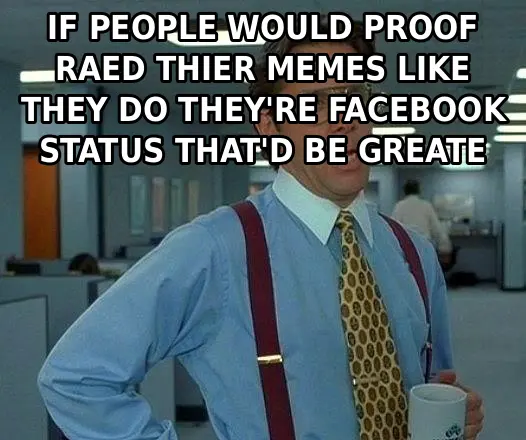 IF PEOPLE WOULD PROOF
RAED THIER MEMES LIKE
THEY DO THEY'RE FACEBOOK
STATUS THAT'D BE GREATE